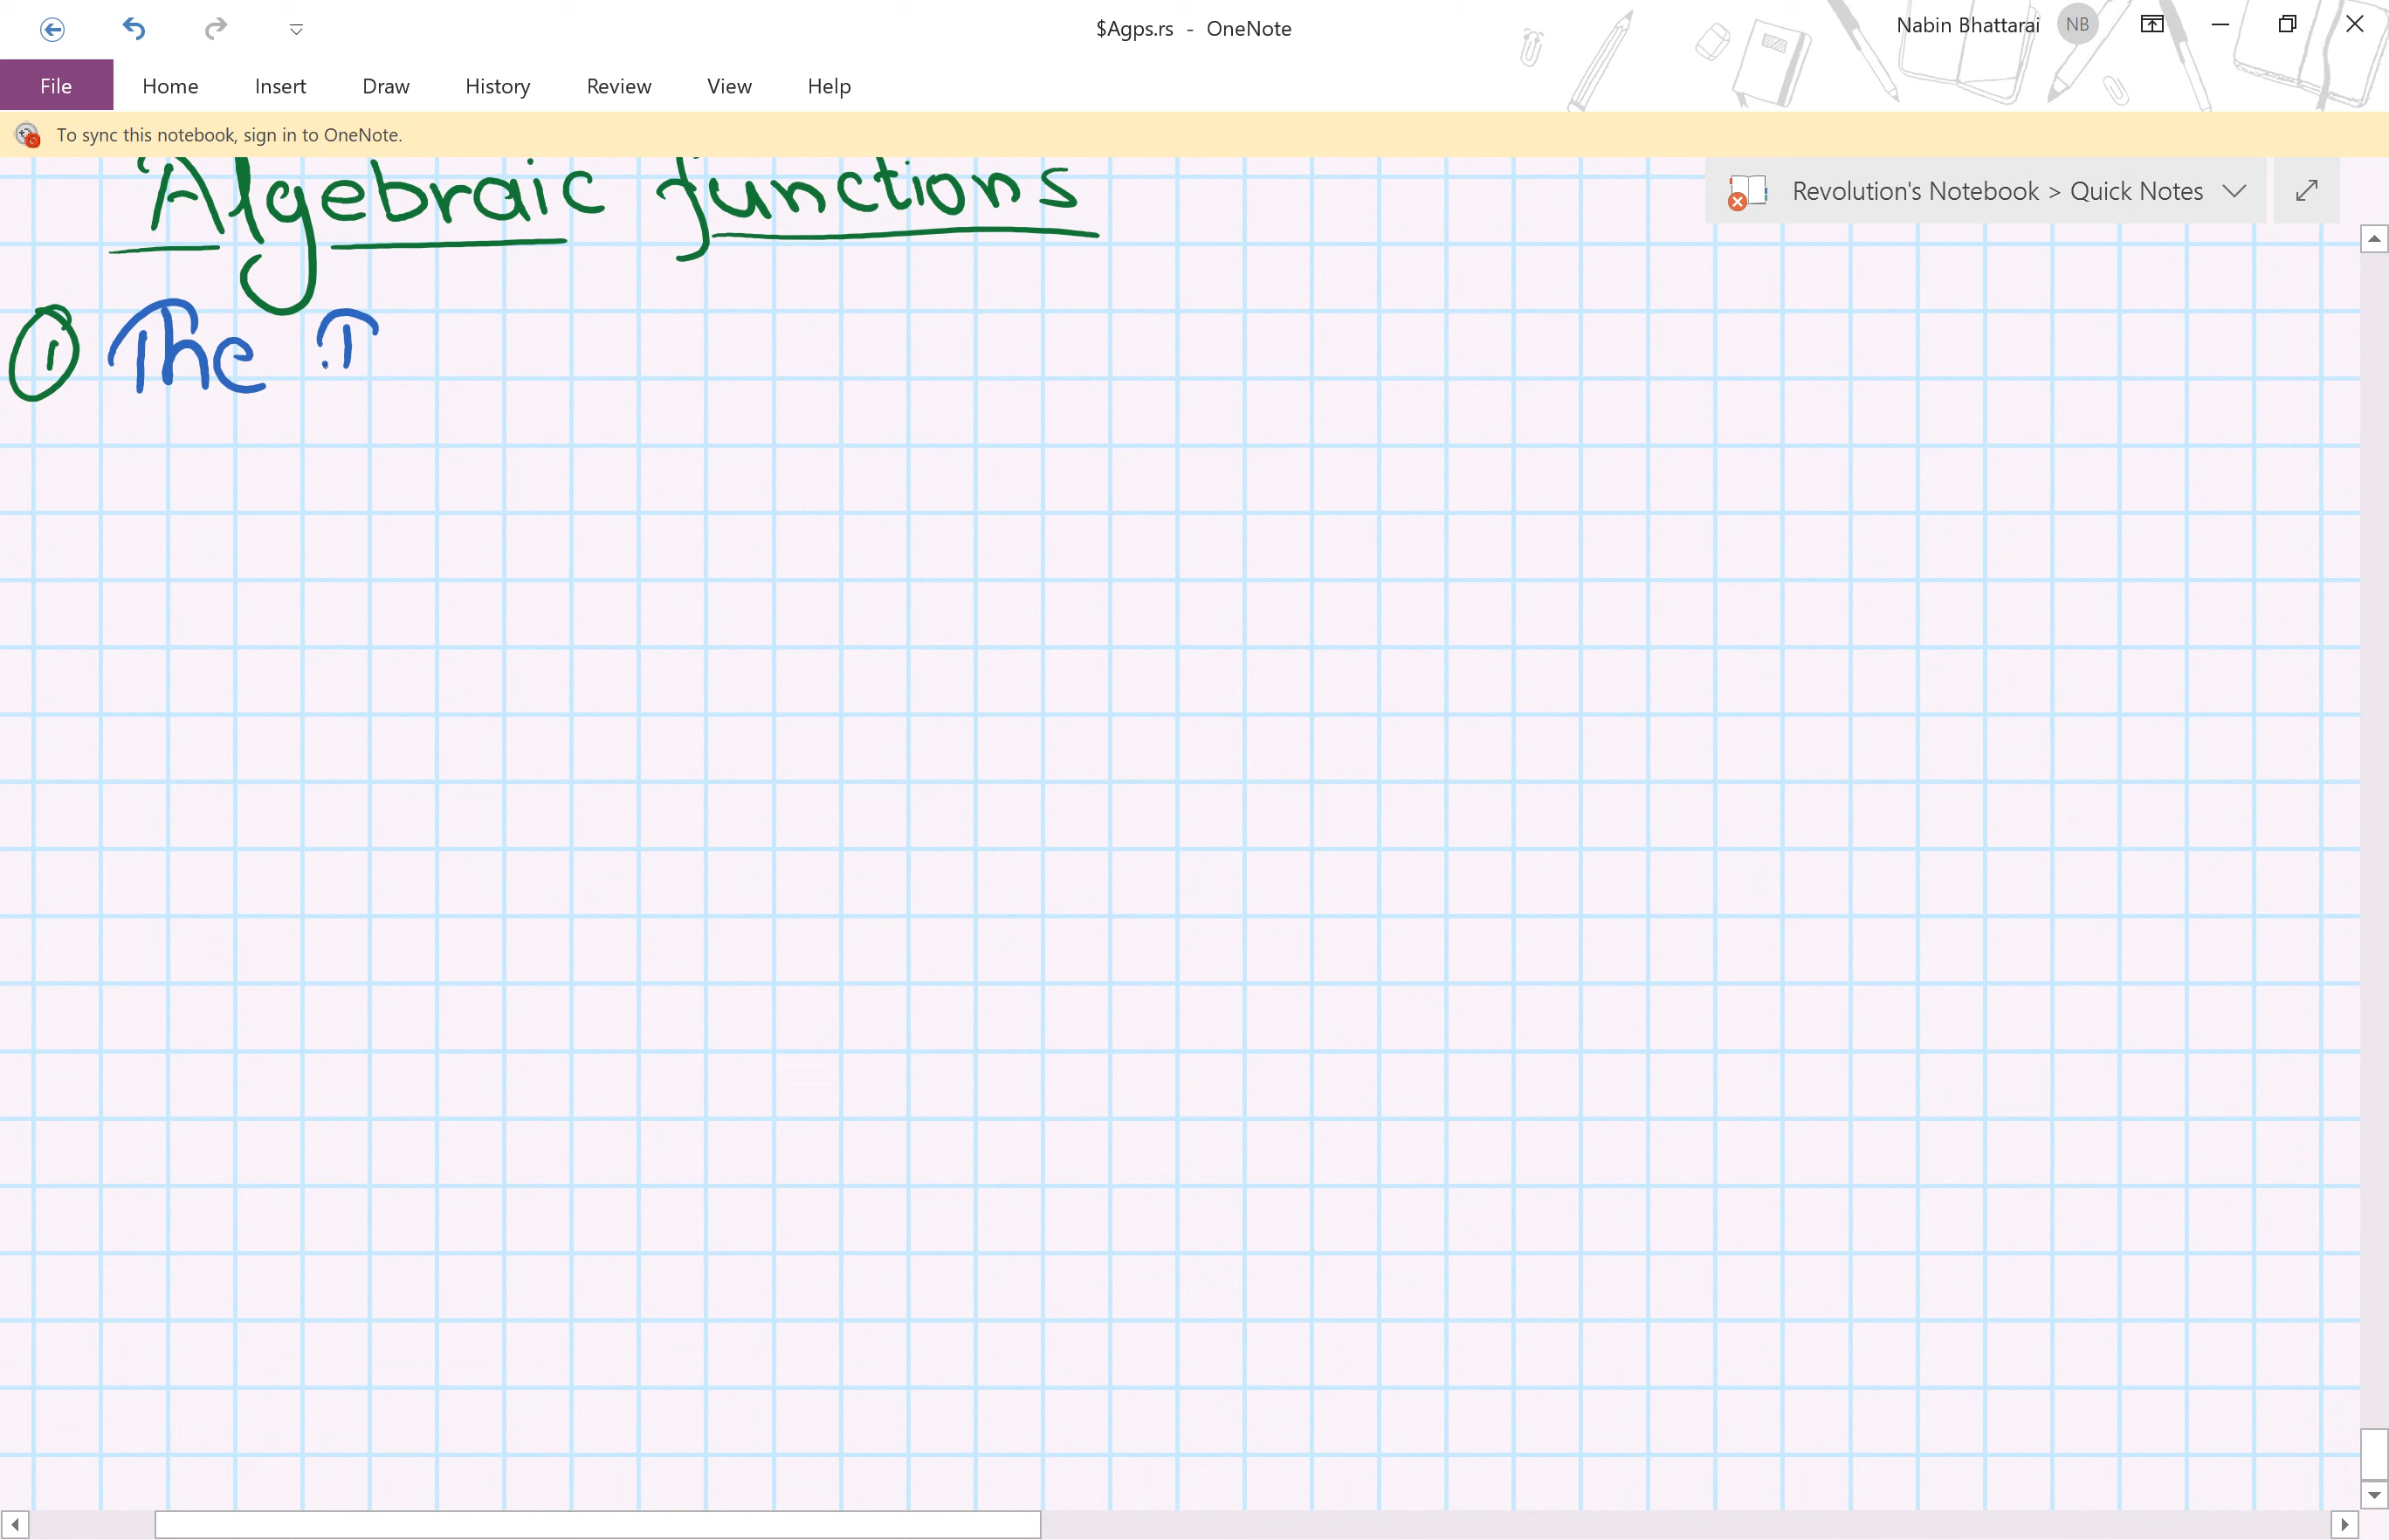 $Agps.rs - OneNote
Nabin Bhattarai NB
File Home Insert Draw History Review View Help
To sync this notebook, sign in to OneNote.
Algebraic functions
Revolution's Notebook > Quick Notes
① The